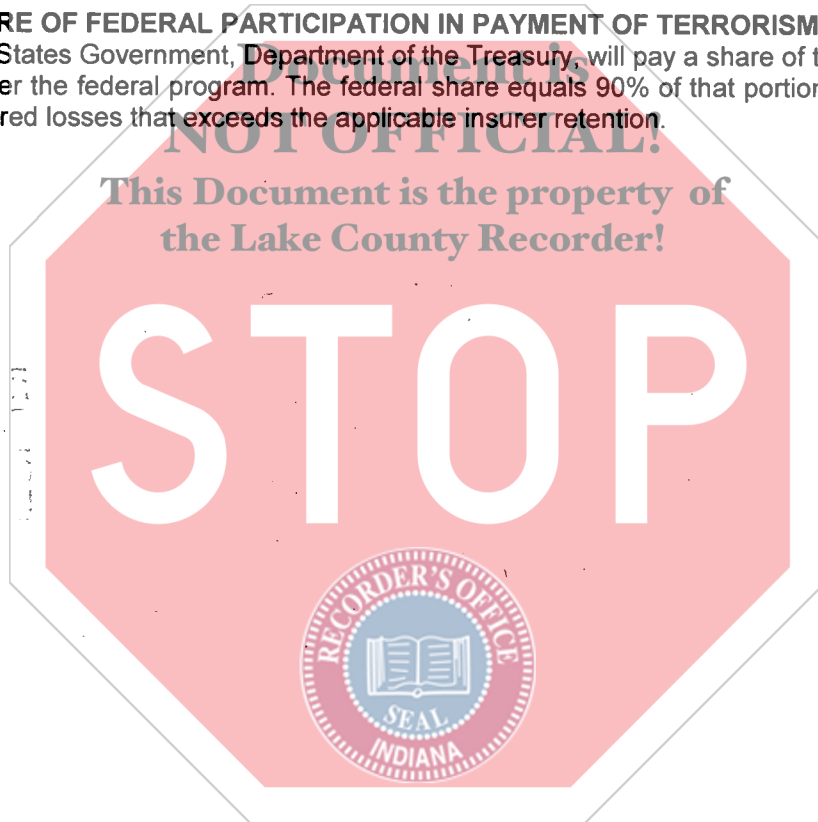 RE OF FEDERAL PARTICIPATION IN PAYMENT OF TERRORISM
States Government, Department of the Treasury, will pay a share of t
er the federal program. The federal share equals 90% of that portion
red losses that exceeds the applicable insurer retention.
Document is
NOT OFFICIAL!
This Document is the property of
the Lake County Recorder!
STOP
RECORDER'S OFFICE
SEAL
INDIANA